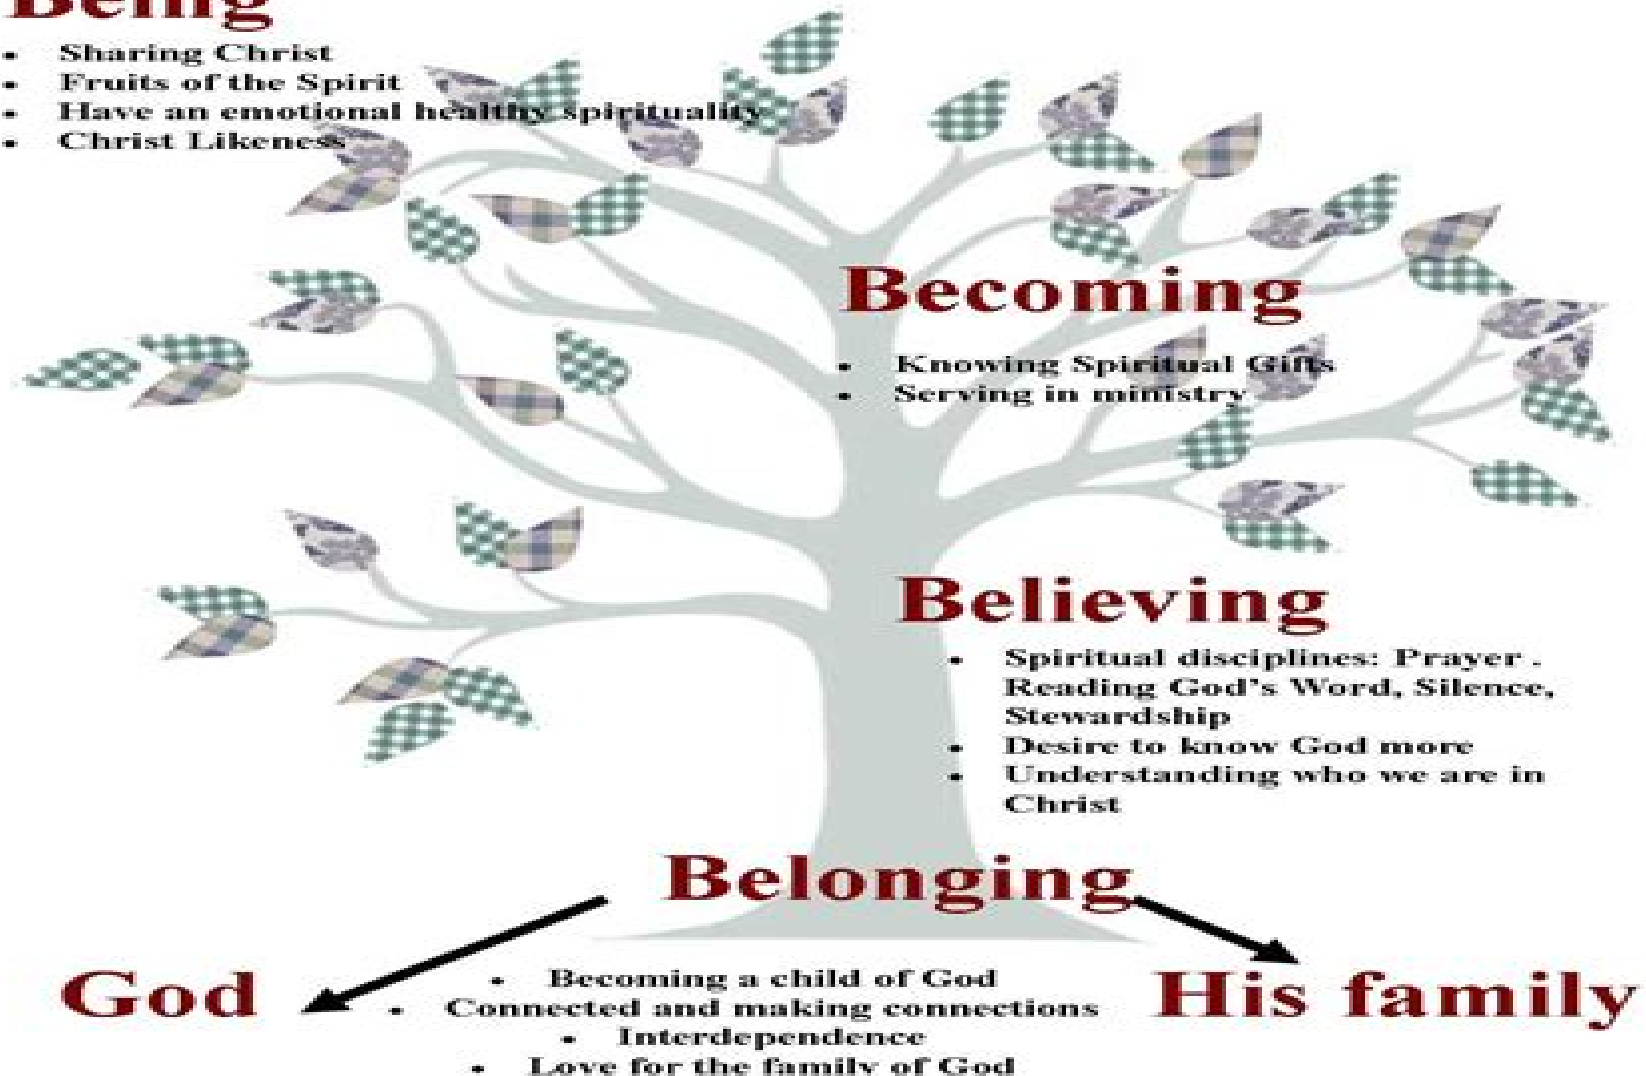 Being
• Sharing Christ
• Fruits of the Spirit
• Have an emotional healthy spirituality
• Christ Likeness
Becoming
• Knowing Spiritual Gifts
• Serving in ministry
Believing
• Spiritual disciplines: Prayer .
Reading God's Word, Silence,
Stewardship
• Desire to know God more
• Understanding who we are in
Christ
Belonging
God
His family
• Becoming a child of God
• Connected and making connections
• Interdependence
• Love for the family of God